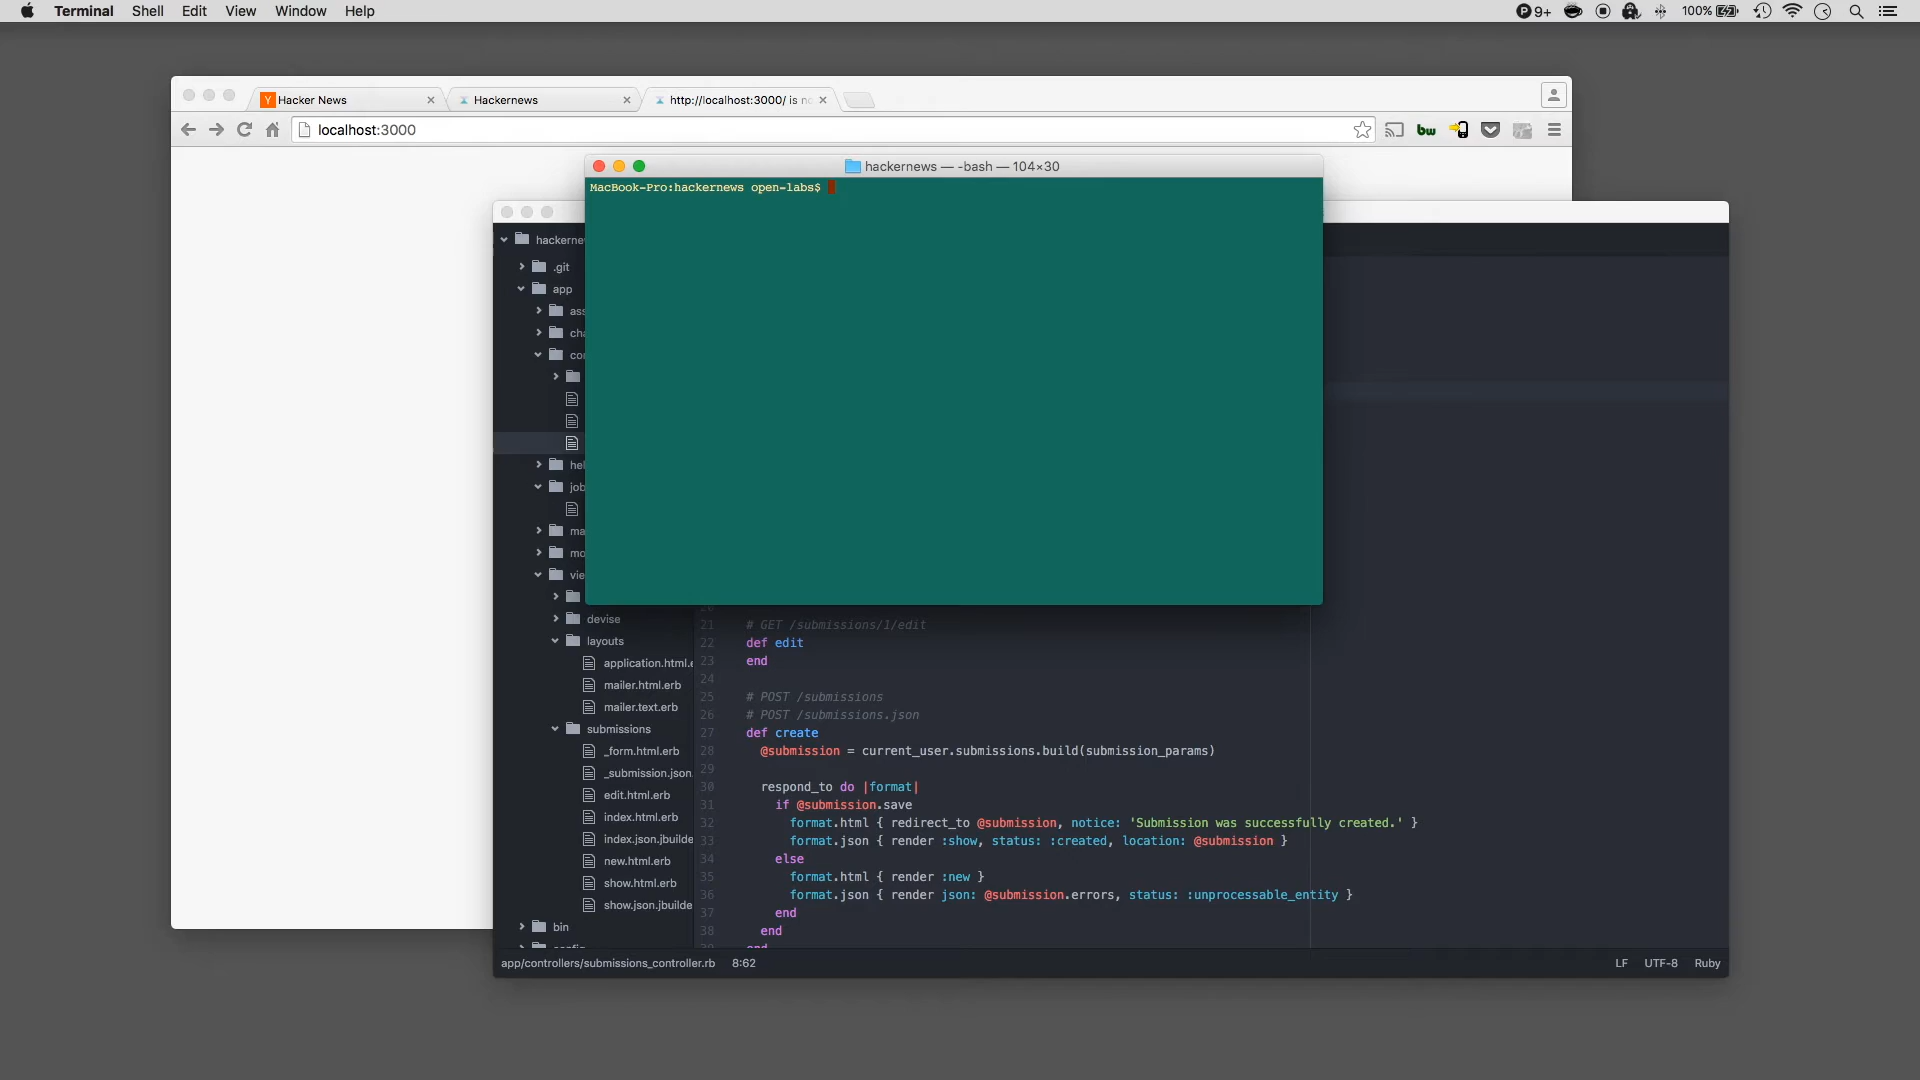 Terminal Shell Edit View Window Help
9+ 100%
Hacker News
Hackernews
http://localhost:3000/ is no
localhost:3000
bw
hackernews — -bash — 104×30
MacBook-Pro:hackernews open-labs$
hackerne
.git
app
ass
cha
con
hel
job
ma
mo
vie
devise
layouts
application.html.e
mailer.html.erb
mailer.text.erb
submissions
_form.html.erb
_submission.json.
edit.html.erb
index.html.erb
index.json.jbuilde
new.html.erb
show.html.erb
show.json.jbuilde
bin
config
20
21 # GET /submissions/1/edit
22 def edit
23 end
24
25 # POST /submissions
26 # POST /submissions.json
27 def create
28 @submission = current_user.submissions.build(submission_params)
29
30 respond_to do |format|
31 if @submission.save
32 format.html { redirect_to @submission, notice: 'Submission was successfully created.' }
33 format.json { render :show, status: :created, location: @submission }
34 else
35 format.html { render :new }
36 format.json { render json: @submission.errors, status: :unprocessable_entity }
37 end
38 end
39 end
app/controllers/submissions_controller.rb 8:62
LF UTF-8 Ruby